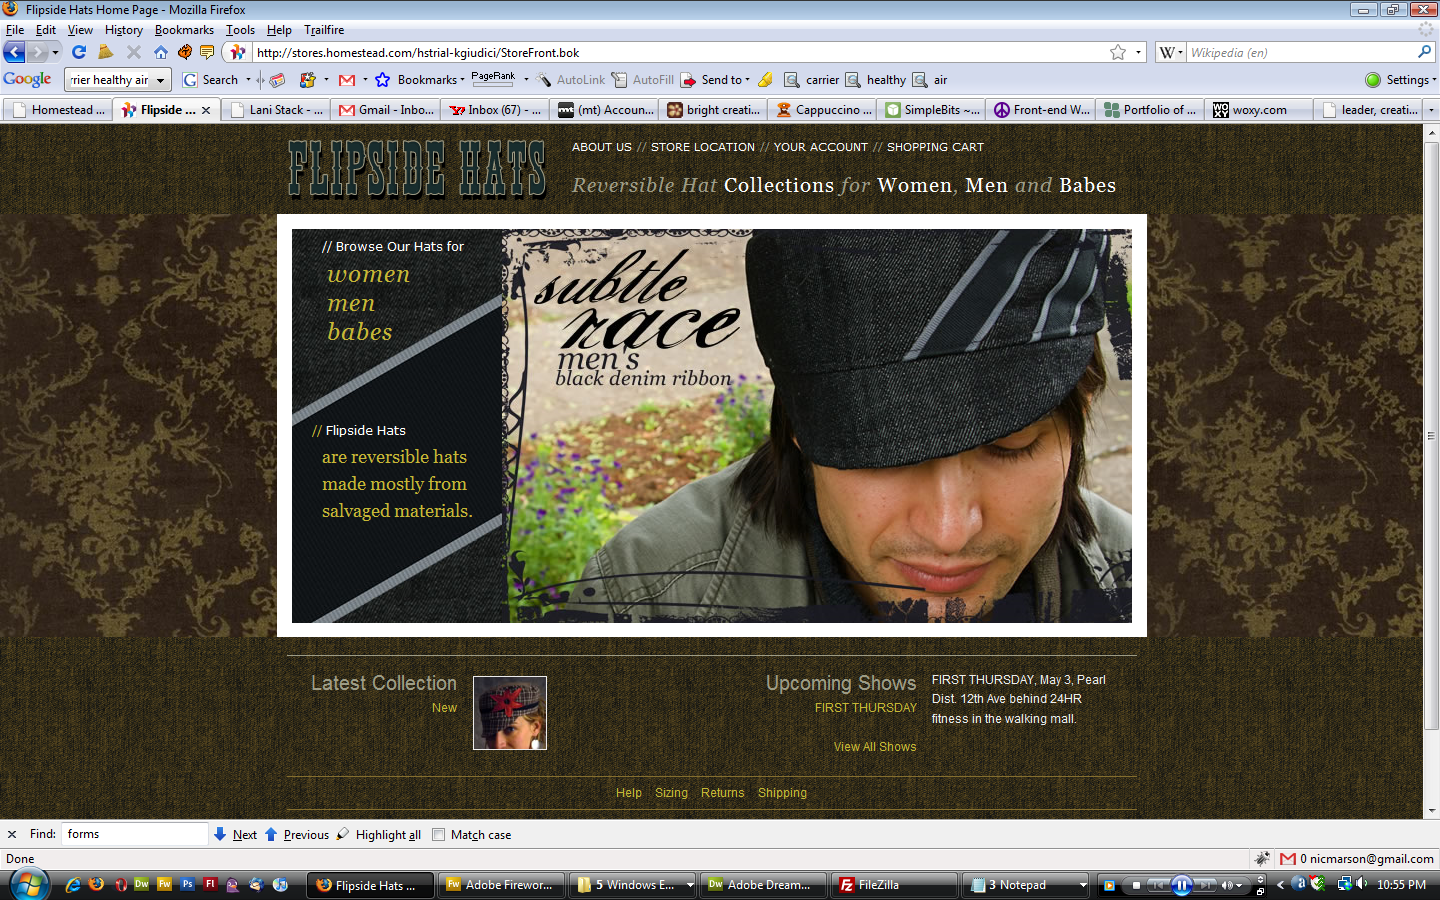 Flipside Hats Home Page - Mozilla Firefox
File Edit View History Bookmarks Tools Help Trailfire
http://stores.homestead.com/hstrial-kgiudici/StoreFront.bok
W Wikipedia (en)
Google rrier healthy air G Search Bookmarks PageRank AutoLink AutoFill Send to carrier healthy air Settings
Homestead ... Flipside ... Lani Stack - ... Gmail - Inbo... Inbox (67) - ... (mt) Accoun... bright creati... Cappuccino ... SimpleBits ~... Front-end W... Portfolio of ... woxy.com leader, creati...
FLIPSIDE HATS
ABOUT US // STORE LOCATION // YOUR ACCOUNT // SHOPPING CART
Reversible Hat Collections for Women, Men and Babes
// Browse Our Hats for
women
men
babes
// Flipside Hats
are reversible hats
made mostly from
salvaged materials.
subtle
race
men's
black denim ribbon
Latest Collection
New
Upcoming Shows
FIRST THURSDAY
View All Shows
FIRST THURSDAY, May 3, Pearl
Dist. 12th Ave behind 24HR
fitness in the walking mall.
Help Sizing Returns Shipping
Find: forms Next Previous Highlight all Match case
Done
0 nicmarson@gmail.com
Dw Fw Ps Fl
Flipside Hats ... Fw Adobe Firewor... 5 Windows E... Dw Adobe Dream... Fz FileZilla 3 Notepad
10:55 PM